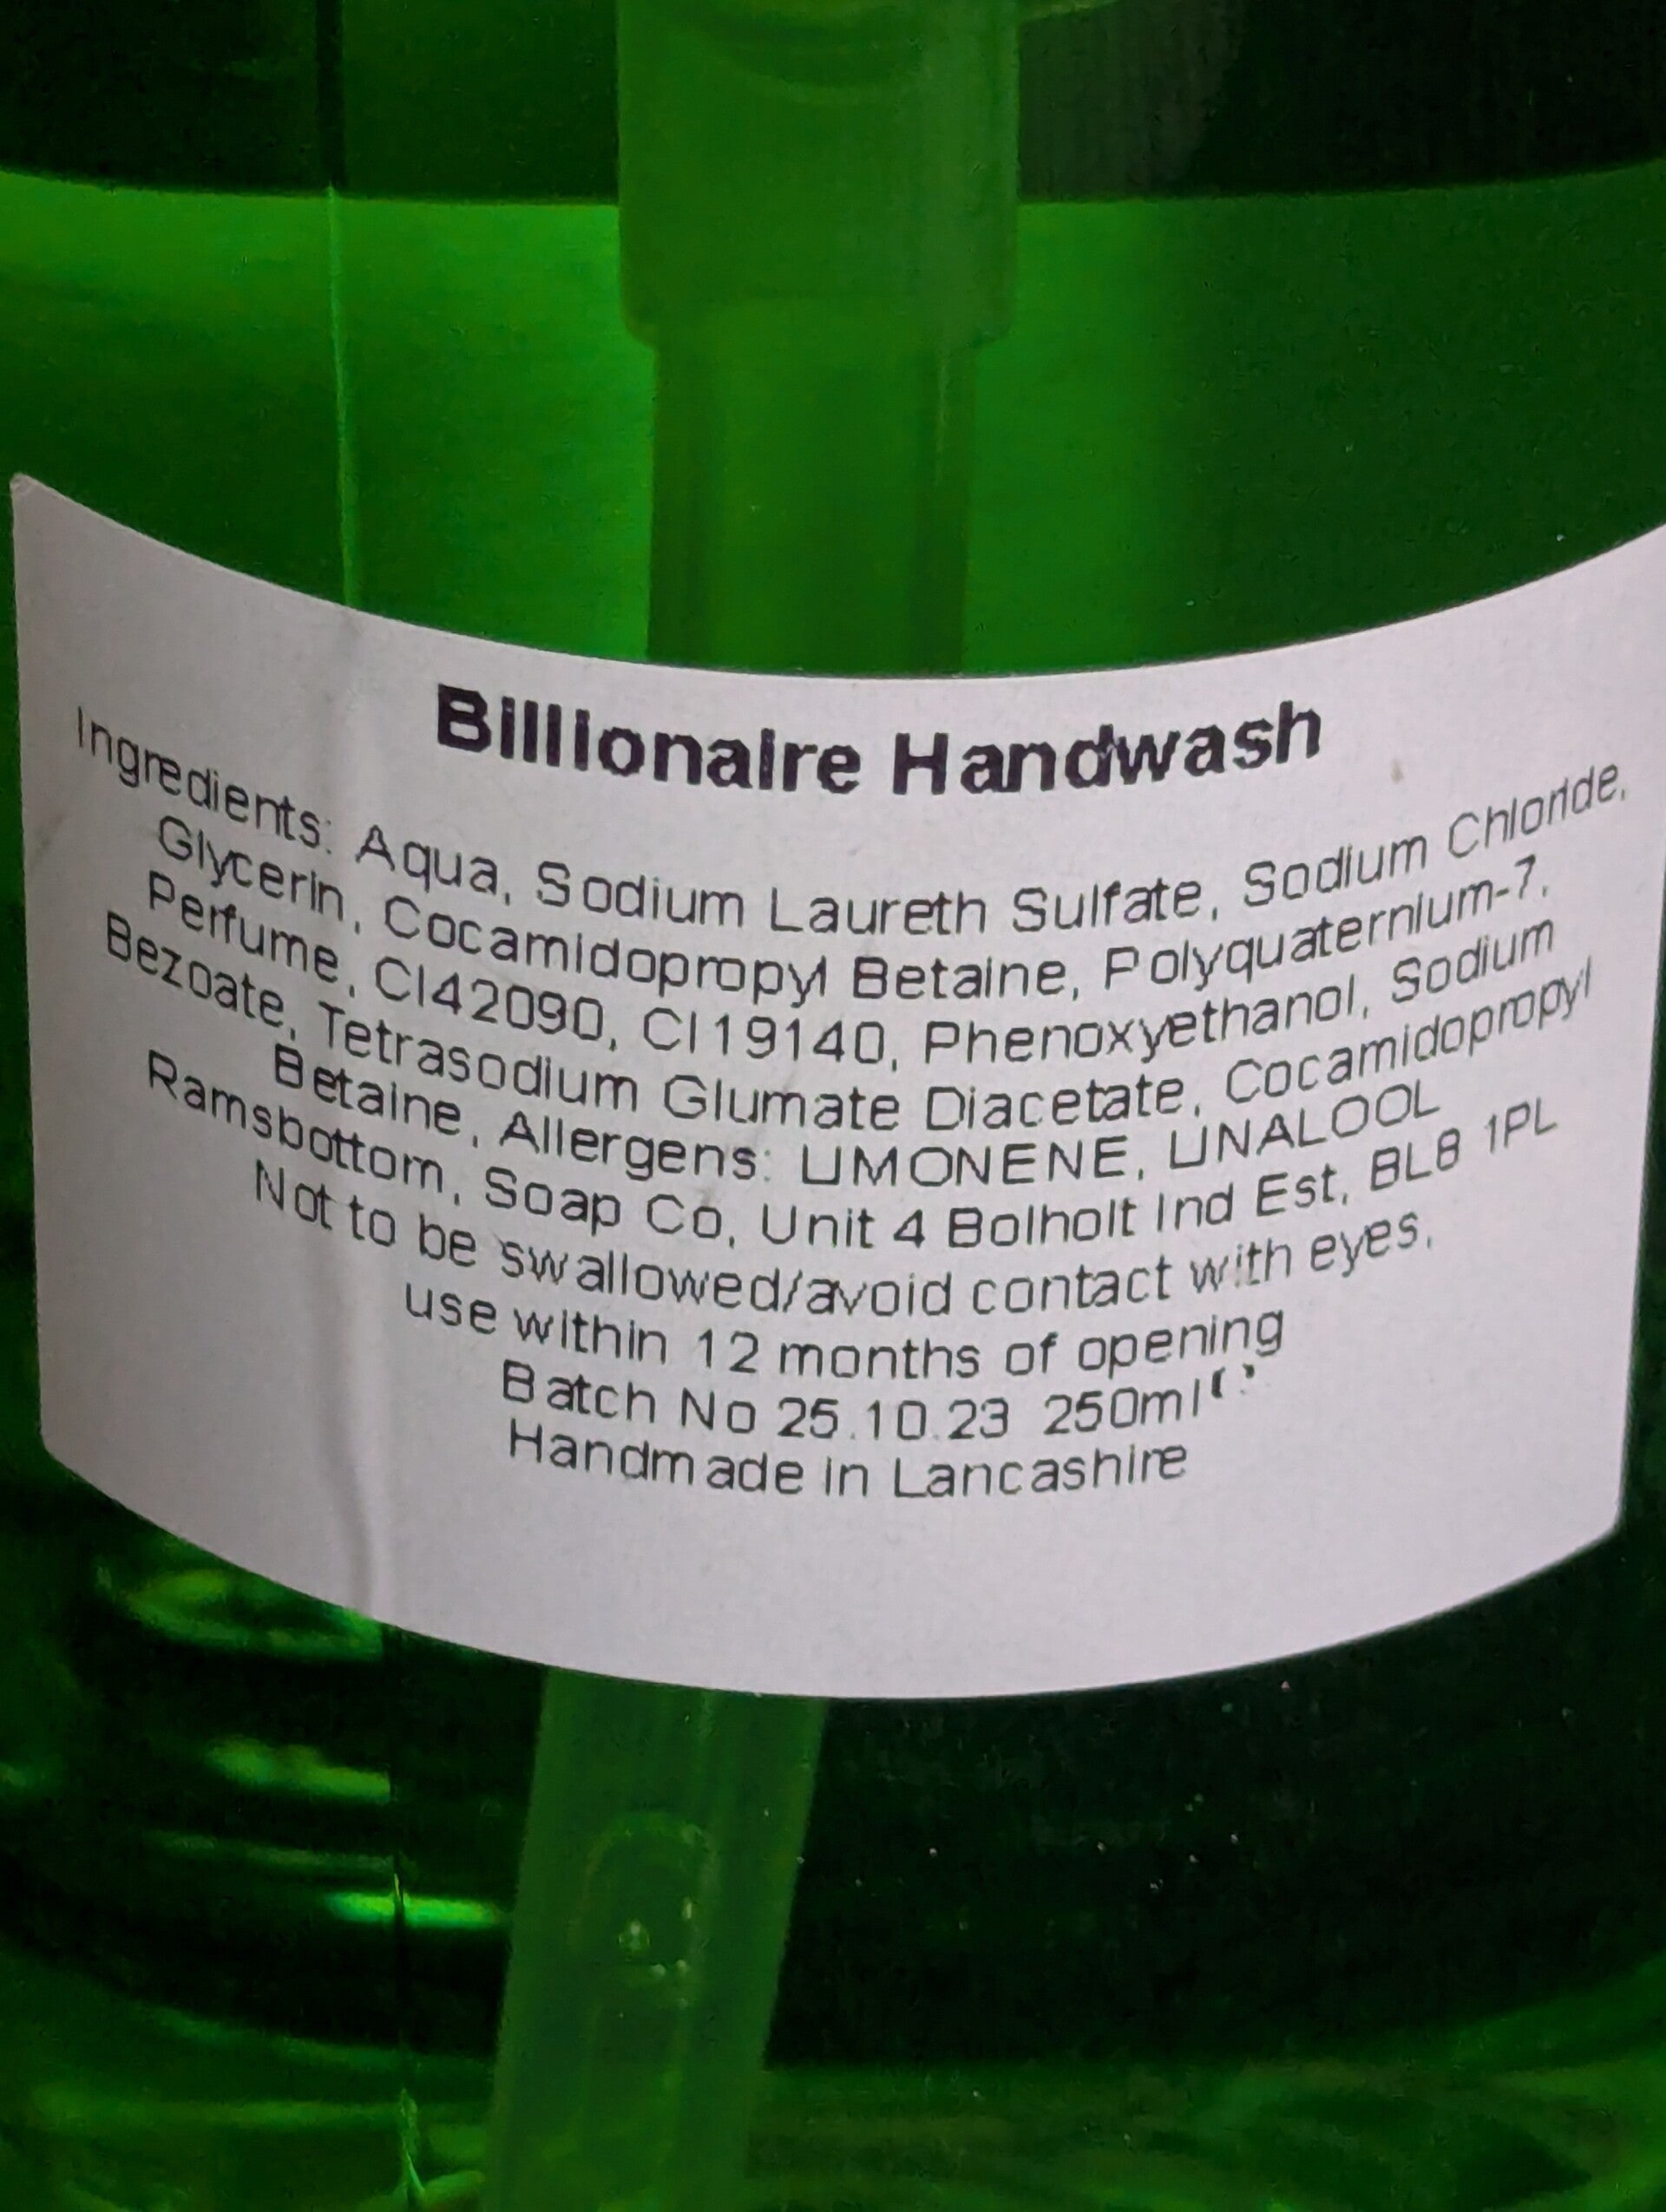 Billionaire Handwash
Ingredients: Aqua, Sodium Laureth Sulfate, Sodium Chloride,
Glycerin, Cocamidopropyl Betaine, Polyquaternium-7,
Perfume, CI42090, CI19140, Phenoxyethanol, Sodium
Bezoate, Tetrasodium Glumate Diacetate, Cocamidopropyl
Betaine, Allergens: LIMONENE, LINALOOL
Ramsbottom, Soap Co, Unit 4 Bolholt Ind Est, BL8 1PL
Not to be swallowed/avoid contact with eyes,
use within 12 months of opening
Batch No 25.10.23 250ml
Handmade in Lancashire